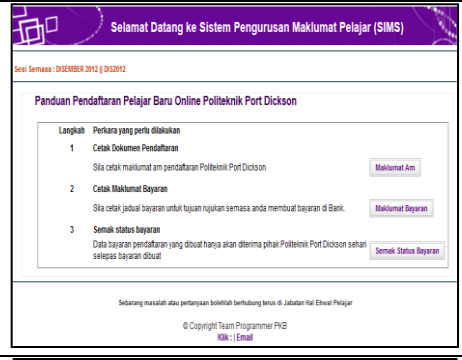 Selamat Datang ke Sistem Pengurusan Maklumat Pelajar (SIMS)
Sesi Semasa : DISEMBER 2012 || DIS2012
Panduan Pendaftaran Pelajar Baru Online Politeknik Port Dickson
Langkah Perkara yang perlu dilakukan
1 Cetak Dokumen Pendaftaran
Sila cetak maklumat am pendaftaran Politeknik Port Dickson
Maklumat Am
2 Cetak Maklumat Bayaran
Sila cetak jadual bayaran untuk tujuan rujukan semasa anda membuat bayaran di Bank.
Maklumat Bayaran
3 Semak status bayaran
Data bayaran pendaftaran yang dibuat hanya akan diterima pihak Politeknik Port Dickson sehari
selepas bayaran dibuat
Semak Status Bayaran
Sebarang masalah atau pertanyaan bolehlah berhubung terus di Jabatan Hal Ehwal Pelajar
© Copyright Team Programmer PKB
Klik : | Email